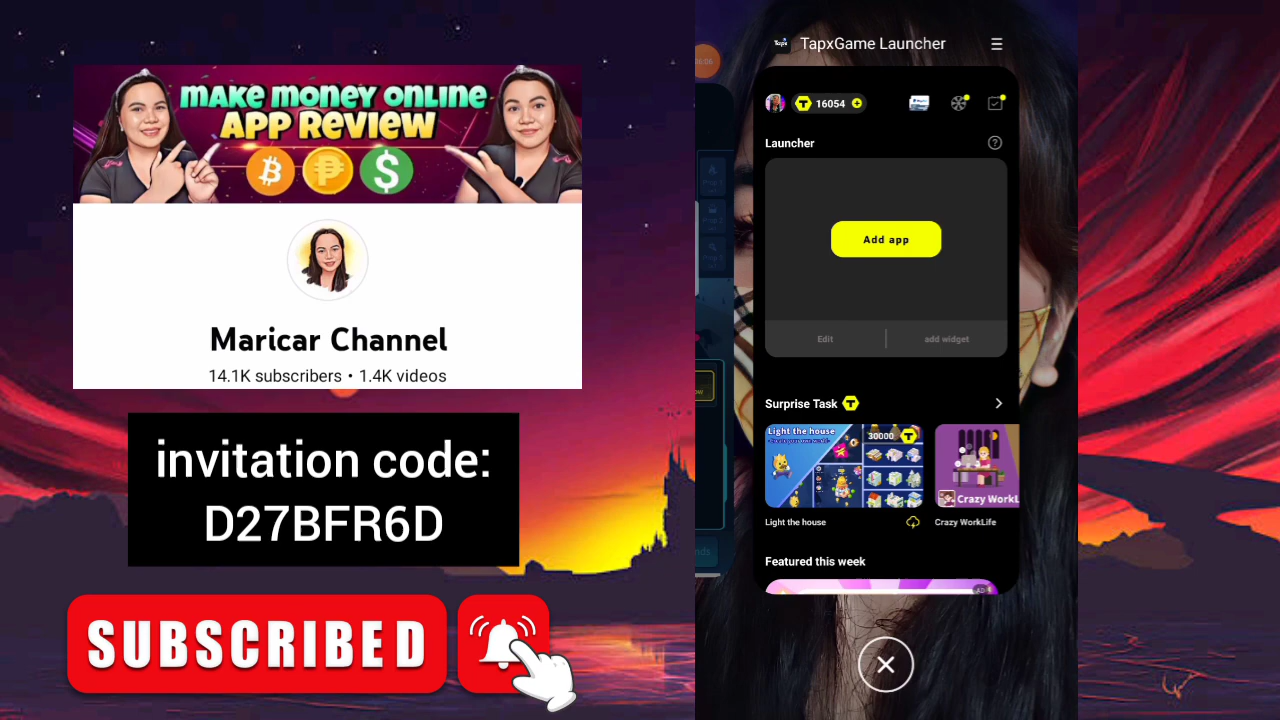 MAKE MONEY ONLINE
APP REVIEW
Maricar Channel
14.1K subscribers • 1.4K videos
invitation code:
D27BFR6D
SUBSCRIBED
TapxGame Launcher
16054
Launcher
Add app
Edit
add widget
Surprise Task
Light the house
30000
Crazy WorkL
Light the house
Crazy WorkLife
Featured this week